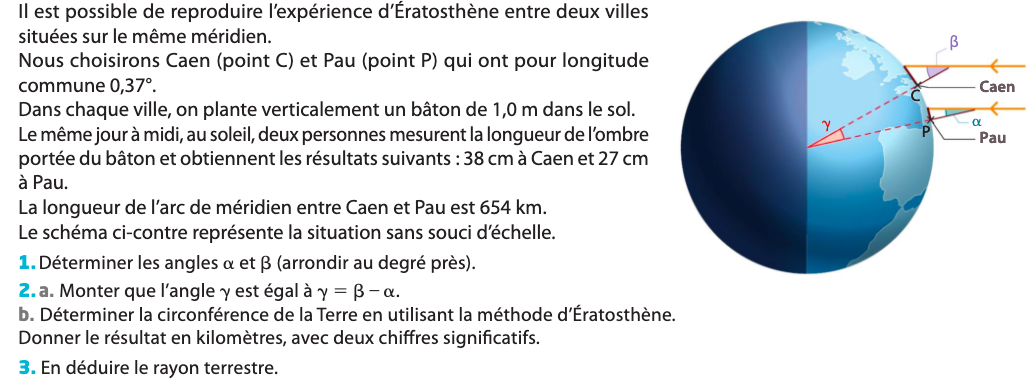 Il est possible de reproduire l'expérience d'Ératosthène entre deux villes
situées sur le même méridien.
Nous choisirons Caen (point C) et Pau (point P) qui ont pour longitude
commune 0,37°.
Dans chaque ville, on plante verticalement un bâton de 1,0 m dans le sol.
Le même jour à midi, au soleil, deux personnes mesurent la longueur de l'ombre
portée du bâton et obtiennent les résultats suivants : 38 cm à Caen et 27 cm
à Pau.
La longueur de l'arc de méridien entre Caen et Pau est 654 km.
Le schéma ci-contre représente la situation sans souci d'échelle.
1. Déterminer les angles α et β (arrondir au degré près).
2. a. Monter que l'angle γ est égal à γ = β – α.
b. Déterminer la circonférence de la Terre en utilisant la méthode d'Ératosthène.
Donner le résultat en kilomètres, avec deux chiffres significatifs.
3. En déduire le rayon terrestre.
β
Caen
C
γ
α
P
Pau